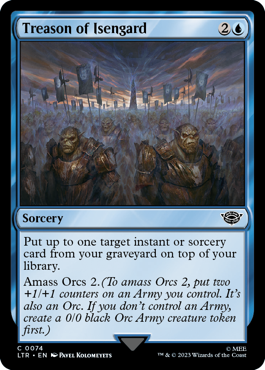 Treason of Isengard 2
Sorcery
Put up to one target instant or sorcery
card from your graveyard on top of your
library.
Amass Orcs 2.(To amass Orcs 2, put two
+1/+1 counters on an Army you control. It's
also an Orc. If you don't control an Army,
create a 0/0 black Orc Army creature token
first.)
C 0074
LTR • EN Pavel Kolomeyets
© MEE
™ & © 2023 Wizards of the Coast